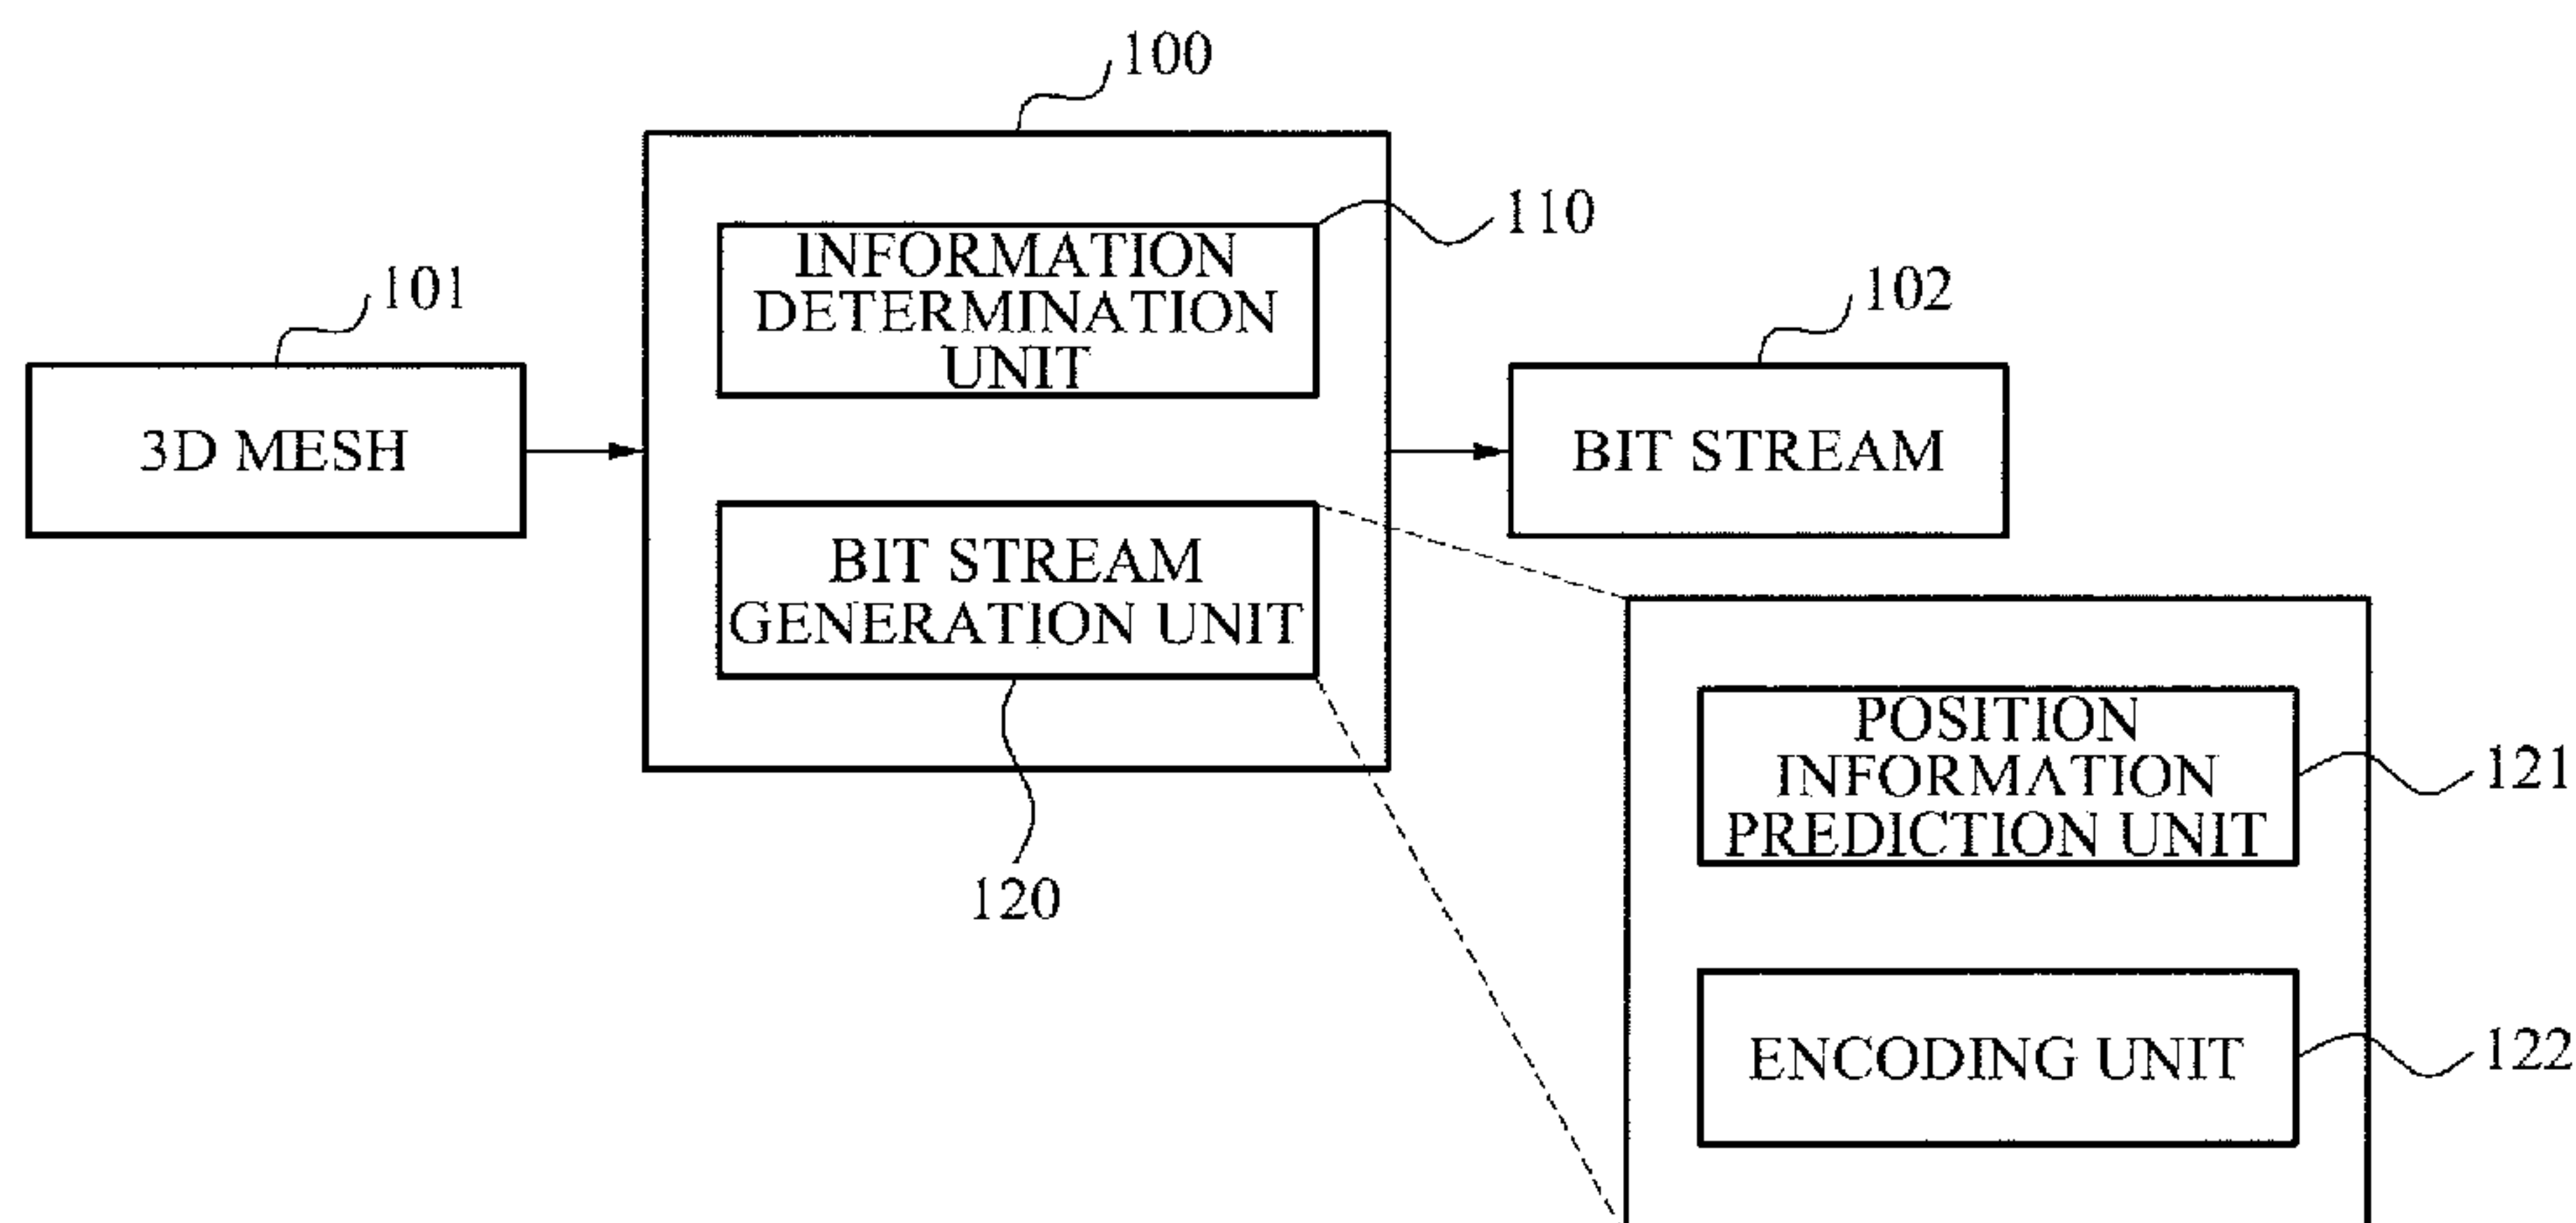 100
110
INFORMATION
DETERMINATION
UNIT
101
3D MESH
102
BIT STREAM
BIT STREAM
GENERATION UNIT
120
POSITION
INFORMATION
PREDICTION UNIT
121
ENCODING UNIT
122